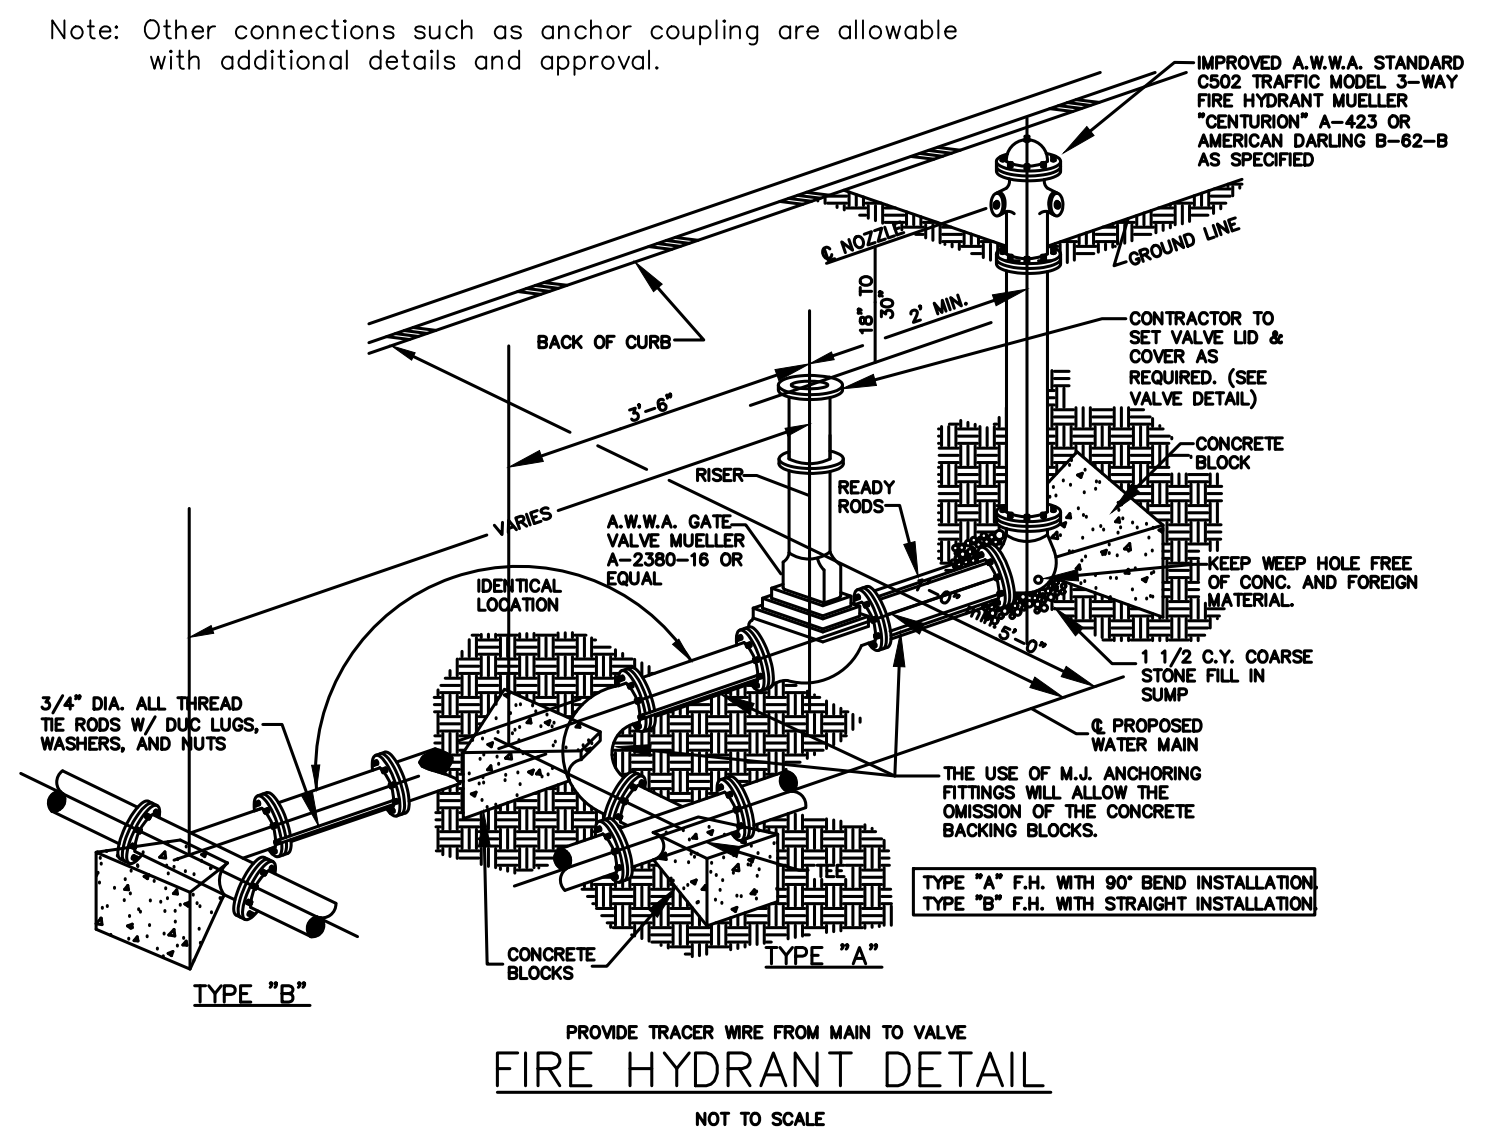 Note: Other connections such as anchor coupling are allowable
with additional details and approval.
IMPROVED A.W.W.A. STANDARD
C502 TRAFFIC MODEL 3-WAY
FIRE HYDRANT MUELLER
"CENTURION" A-423 OR
AMERICAN DARLING B-62-B
AS SPECIFIED
℄ NOZZLE
GROUND LINE
18" TO
30"
2' MIN.
BACK OF CURB
CONTRACTOR TO
SET VALVE LID &
COVER AS
REQUIRED. (SEE
VALVE DETAIL)
3'-6"
CONCRETE
BLOCK
RISER
READY
RODS
VARIES
A.W.W.A. GATE
VALVE MUELLER
A-2380-16 OR
EQUAL
KEEP WEEP HOLE FREE
OF CONC. AND FOREIGN
MATERIAL.
IDENTICAL
LOCATION
min 5'-0"
1 1/2 C.Y. COARSE
STONE FILL IN
SUMP
3/4" DIA. ALL THREAD
TIE RODS W/ DUC LUGS,
WASHERS, AND NUTS
℄ PROPOSED
WATER MAIN
THE USE OF M.J. ANCHORING
FITTINGS WILL ALLOW THE
OMISSION OF THE CONCRETE
BACKING BLOCKS.
TEE
TYPE "A" F.H. WITH 90° BEND INSTALLATION.
TYPE "B" F.H. WITH STRAIGHT INSTALLATION.
CONCRETE
BLOCKS
TYPE "A"
TYPE "B"
PROVIDE TRACER WIRE FROM MAIN TO VALVE
FIRE HYDRANT DETAIL
NOT TO SCALE